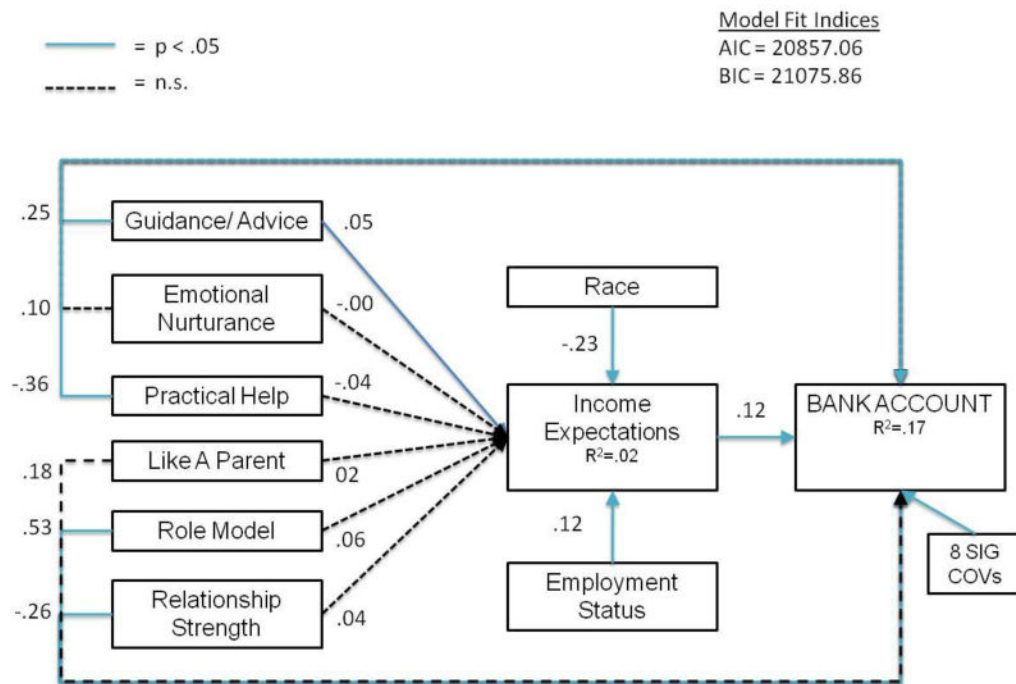 Model Fit Indices
= p < .05
AIC = 20857.06
= n.s.
BIC = 21075.86
.25
Guidance/ Advice
.05
.10
Emotional
Nurturance
-.00
Race
-.23
-.36
Practical Help
-.04
Income
Expectations
R²=.02
.12
BANK ACCOUNT
R²=.17
.18
Like A Parent
02
.53
Role Model
.06
.12
8 SIG
COVs
-.26
Relationship
Strength
.04
Employment
Status